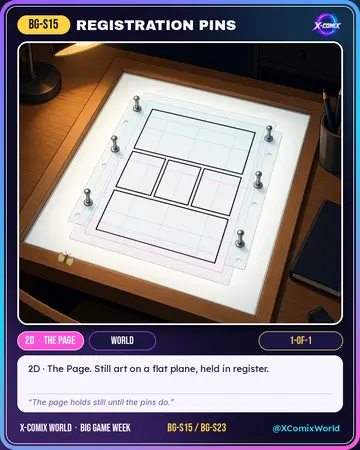 BG-S15 REGISTRATION PINS
X-COMIX
2D · THE PAGE WORLD 1-OF-1
2D · The Page. Still art on a flat plane, held in register.
“The page holds still until the pins do.”
X-COMIX WORLD · BIG GAME WEEK BG-S15 / BG-S23 @XComixWorld